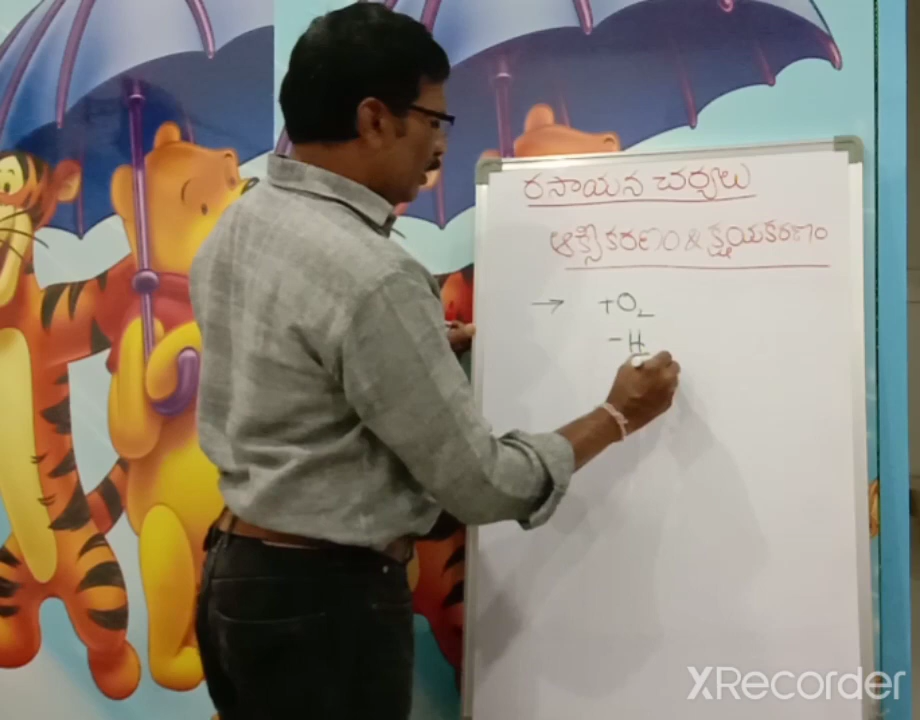 రసాయన చర్యలు
ఆక్సీకరణం & క్షయకరణం
→ +O₂
-H
XRecorder